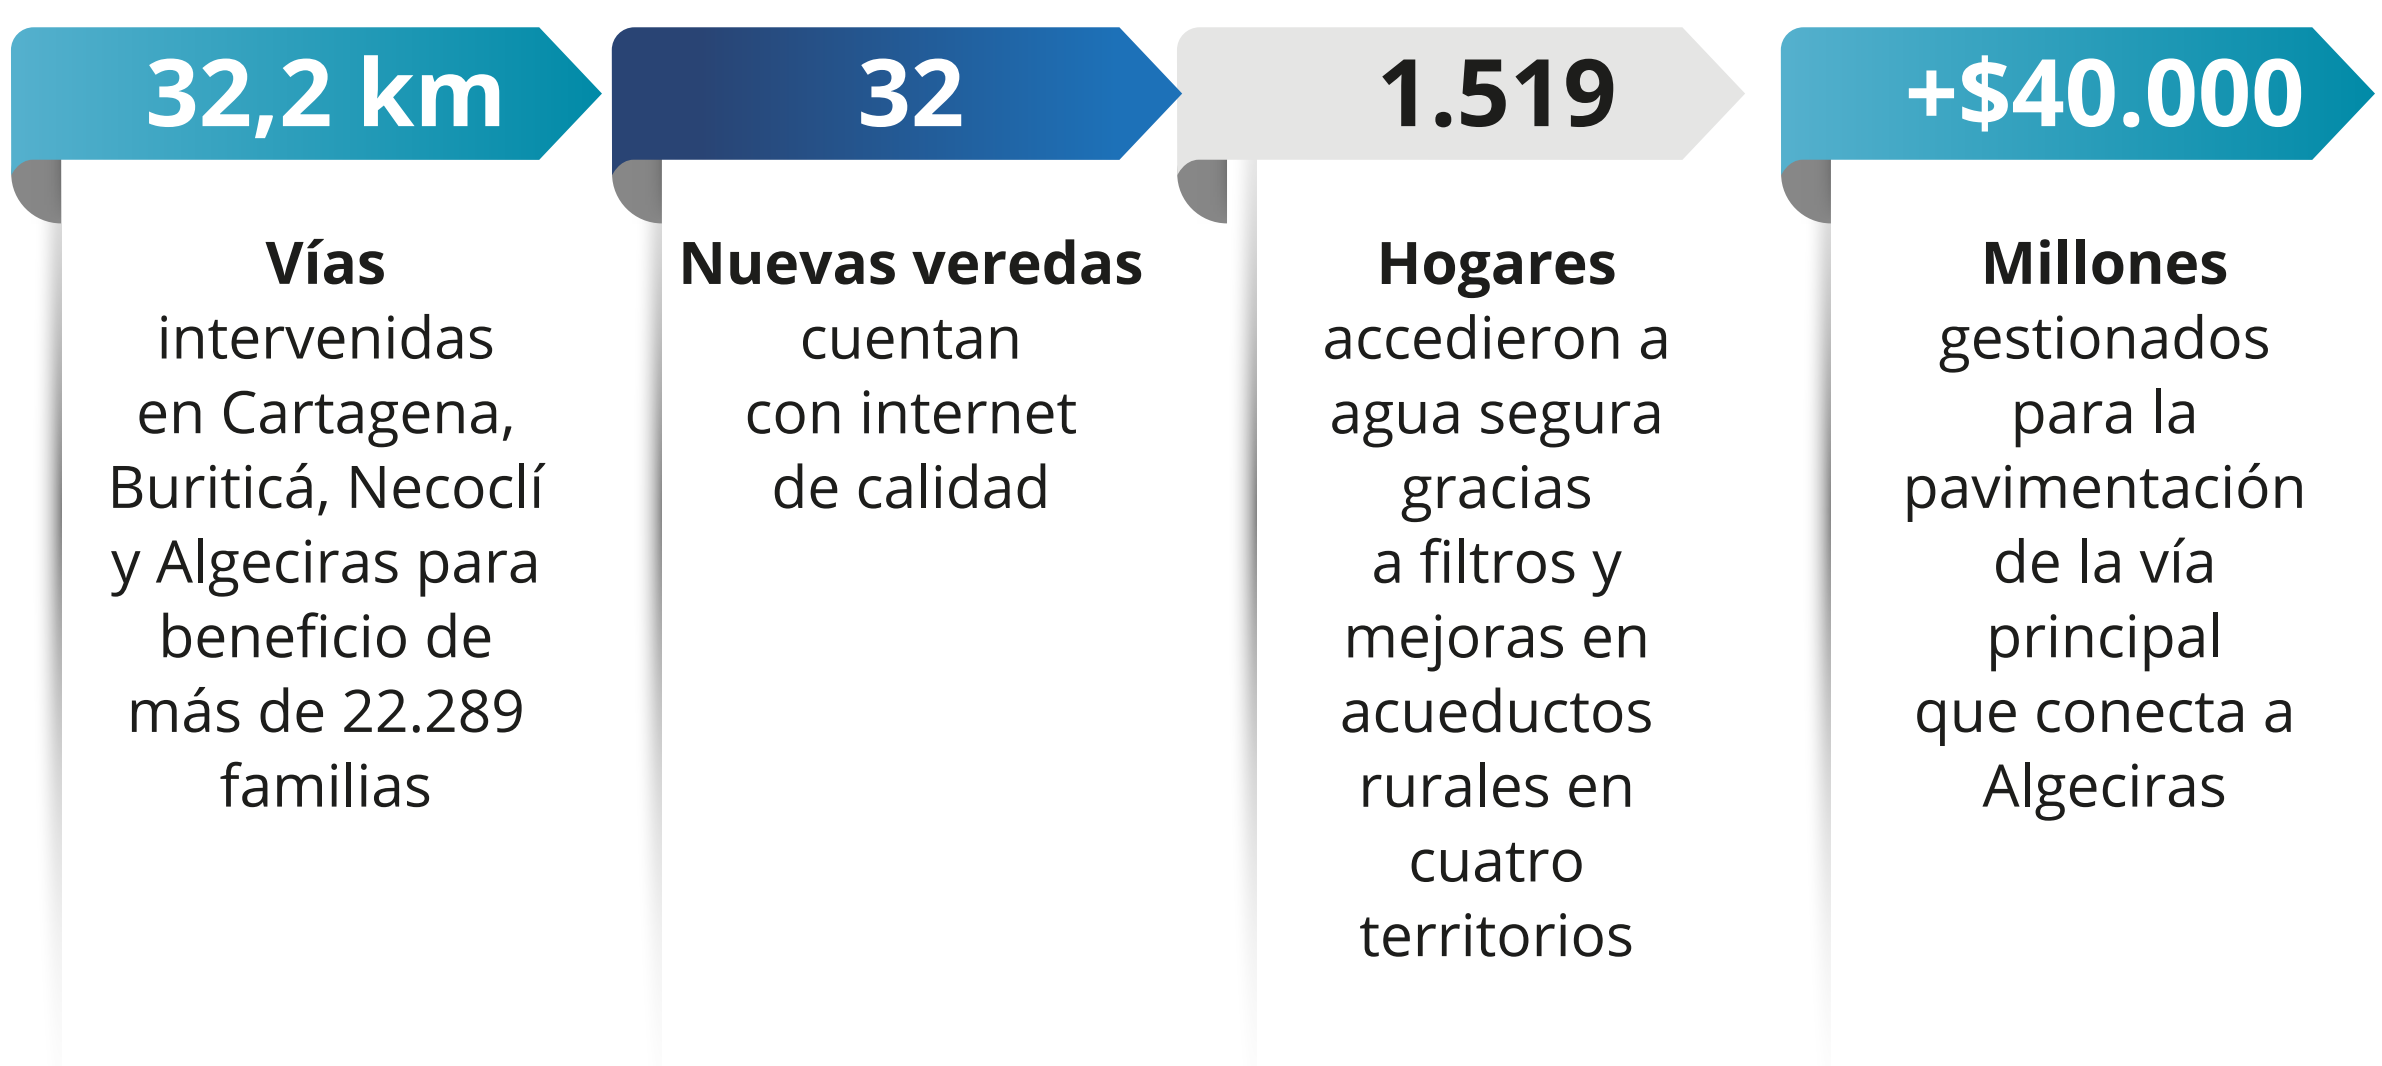 32,2 km
Vías
intervenidas
en Cartagena,
Buriticá, Necoclí
y Algeciras para
beneficio de
más de 22.289
familias
32
Nuevas veredas
cuentan
con internet
de calidad
1.519
Hogares
accedieron a
agua segura
gracias
a filtros y
mejoras en
acueductos
rurales en
cuatro
territorios
+$40.000
Millones
gestionados
para la
pavimentación
de la vía
principal
que conecta a
Algeciras